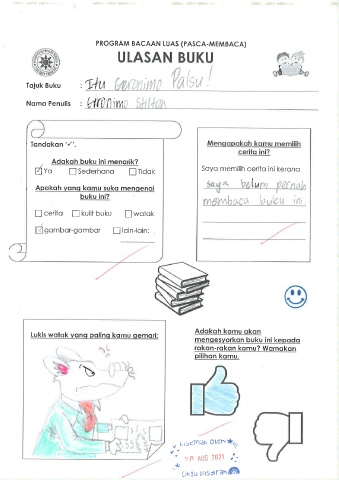 PROGRAM BACAAN LUAS (PASCA-MEMBACA)
ULASAN BUKU
Tajuk Buku : Itu Geronimo Palsu!
Nama Penulis : Geronimo Stilton
Tandakan '✓'.
Adakah buku ini menarik?
☑ Ya ☐ Sederhana ☐ Tidak
Apakah yang kamu suka mengenai
buku ini?
☐ cerita ☐ kulit buku ☐ watak
gambar-gambar ☐ lain-lain:
Mengapakah kamu memilih
cerita ini?
Saya memilih cerita ini kerana
saya belum pernah
membaca buku ini.
Lukis watak yang paling kamu gemari:
Adakah kamu akan
mengesyorkan buku ini kepada
rakan-rakan kamu? Warnakan
pilihan kamu.
Disemak oleh
20 AUG 2021